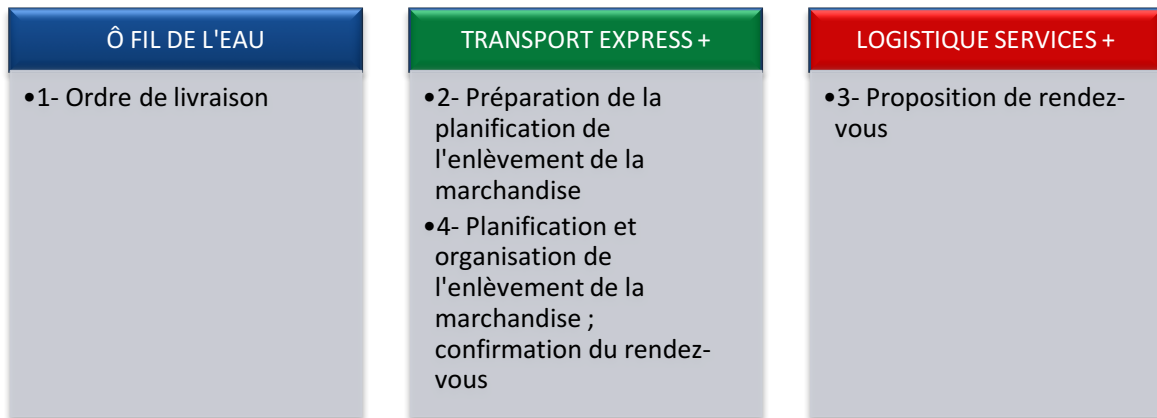 Ô FIL DE L'EAU
•1- Ordre de livraison
TRANSPORT EXPRESS +
•2- Préparation de la
planification de
l'enlèvement de la
marchandise
•4- Planification et
organisation de
l'enlèvement de la
marchandise ;
confirmation du rendez-
vous
LOGISTIQUE SERVICES +
•3- Proposition de rendez-
vous